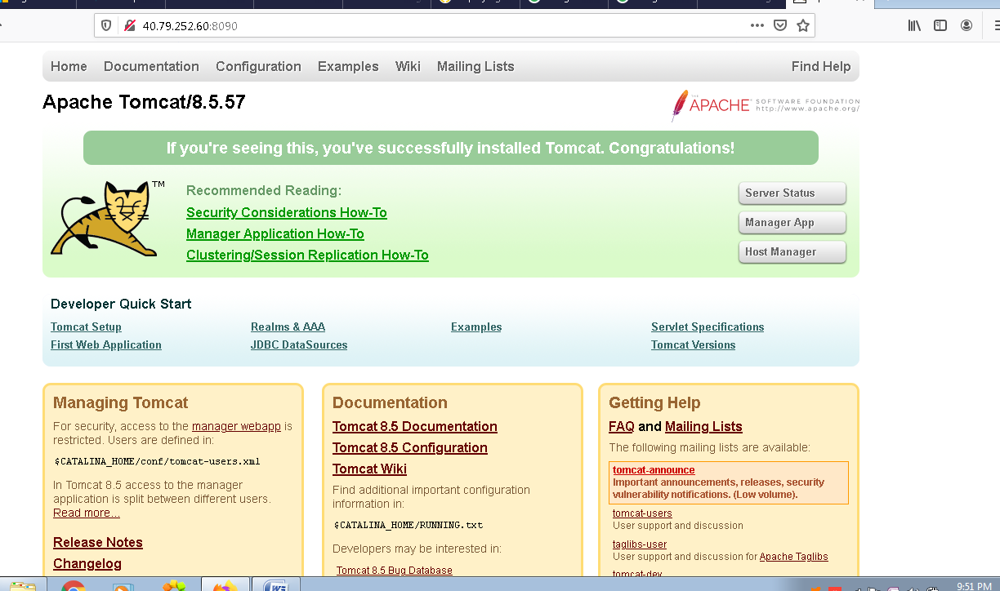 40.79.252.60:8090
Home Documentation Configuration Examples Wiki Mailing Lists Find Help
Apache Tomcat/8.5.57
THE APACHE SOFTWARE FOUNDATION
http://www.apache.org/
If you're seeing this, you've successfully installed Tomcat. Congratulations!
TM
Recommended Reading:
Security Considerations How-To
Manager Application How-To
Clustering/Session Replication How-To
Server Status
Manager App
Host Manager
Developer Quick Start
Tomcat Setup
First Web Application
Realms & AAA
JDBC DataSources
Examples
Servlet Specifications
Tomcat Versions
Managing Tomcat
For security, access to the manager webapp is
restricted. Users are defined in:
$CATALINA_HOME/conf/tomcat-users.xml
In Tomcat 8.5 access to the manager
application is split between different users.
Read more...
Release Notes
Changelog
Documentation
Tomcat 8.5 Documentation
Tomcat 8.5 Configuration
Tomcat Wiki
Find additional important configuration
information in:
$CATALINA_HOME/RUNNING.txt
Developers may be interested in:
Tomcat 8.5 Bug Database
Getting Help
FAQ and Mailing Lists
The following mailing lists are available:
tomcat-announce
Important announcements, releases, security
vulnerability notifications. (Low volume).
tomcat-users
User support and discussion
taglibs-user
User support and discussion for Apache Taglibs
tomcat-dev
9:51 PM